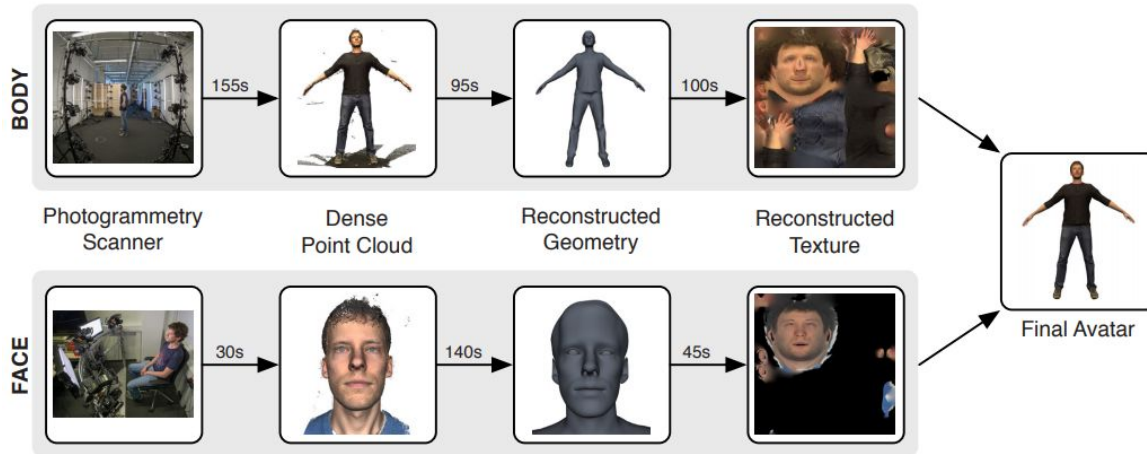 BODY
155s
95s
100s
Photogrammetry
Scanner
Dense
Point Cloud
Reconstructed
Geometry
Reconstructed
Texture
Final Avatar
FACE
30s
140s
45s